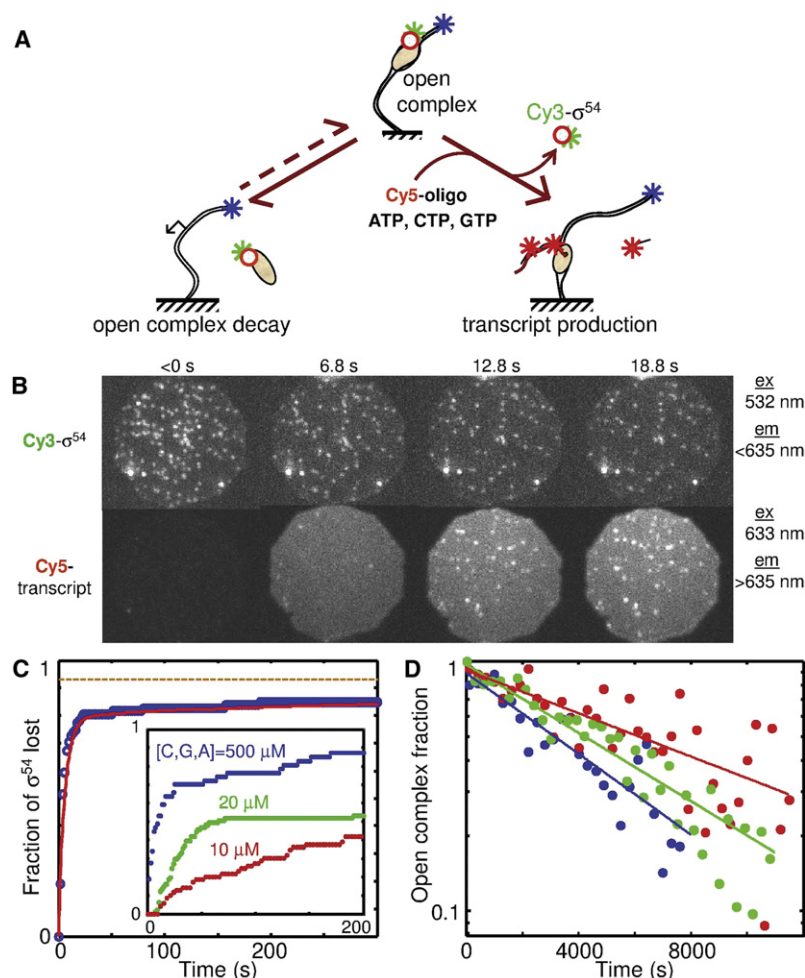 A
open
complex
Cy3-σ⁵⁴
Cy5-oligo
ATP, CTP, GTP
open complex decay
transcript production
B
<0 s
6.8 s
12.8 s
18.8 s
Cy3-σ⁵⁴
ex
532 nm
em
<635 nm
Cy5-
transcript
ex
633 nm
em
>635 nm
C
1
Fraction of σ⁵⁴ lost
0
1
[C,G,A]=500 µM
20 µM
10 µM
0
200
0
100
200
Time (s)
D
1
Open complex fraction
0.1
0
4000
8000
Time (s)